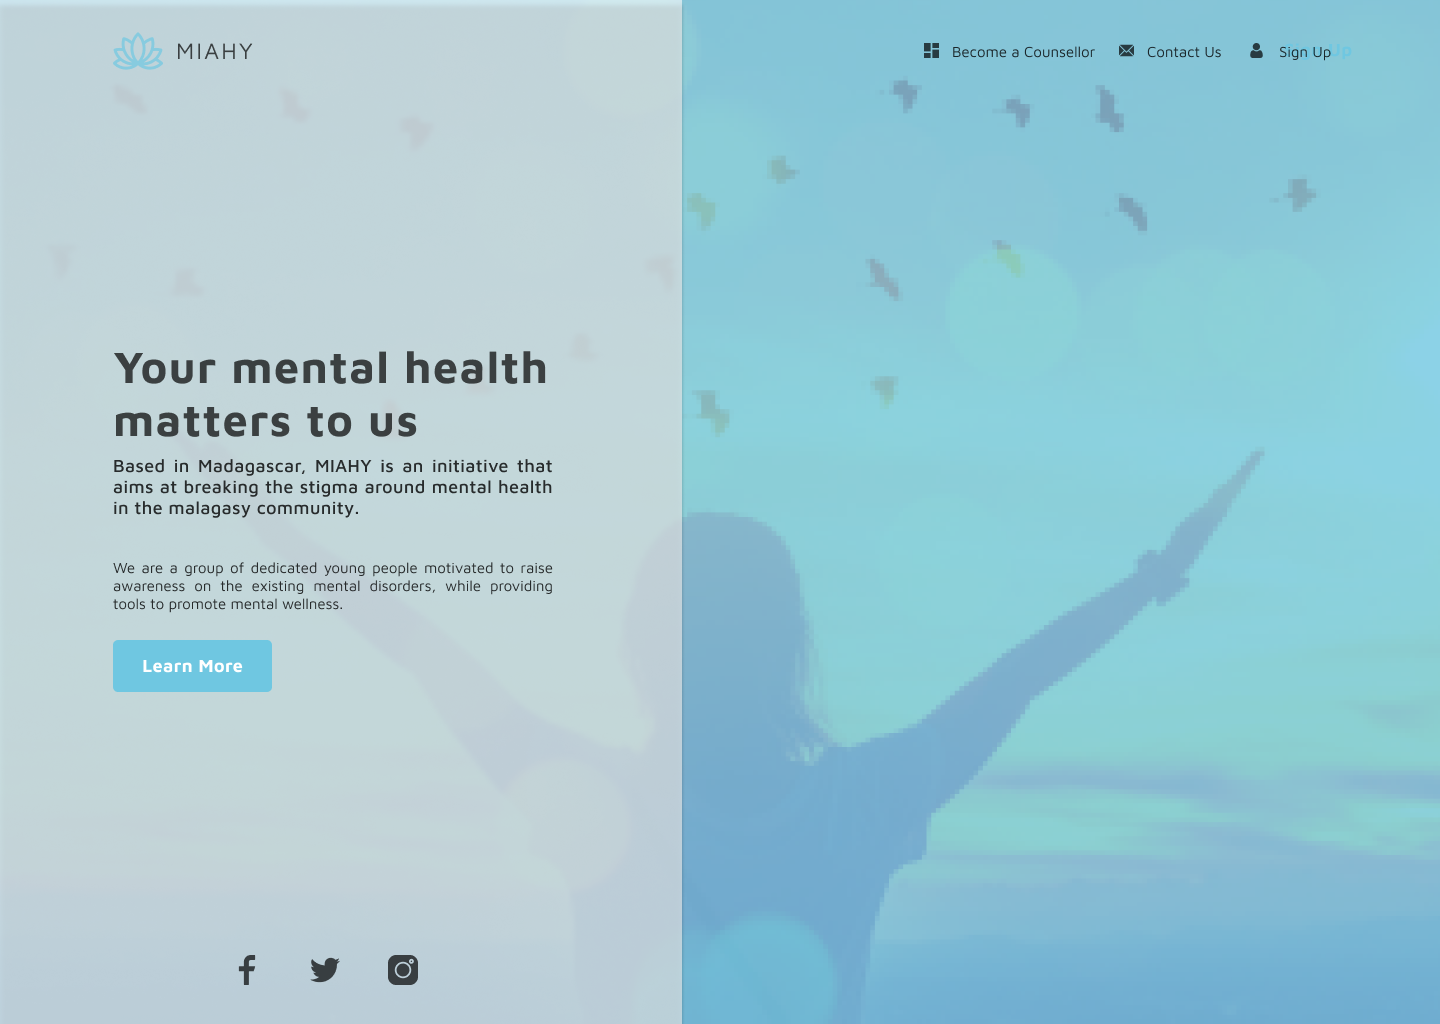 MIAHY
Become a Counsellor
Contact Us
Sign Up
Your mental health
matters to us
Based in Madagascar, MIAHY is an initiative that
aims at breaking the stigma around mental health
in the malagasy community.
We are a group of dedicated young people motivated to raise
awareness on the existing mental disorders, while providing
tools to promote mental wellness.
Learn More